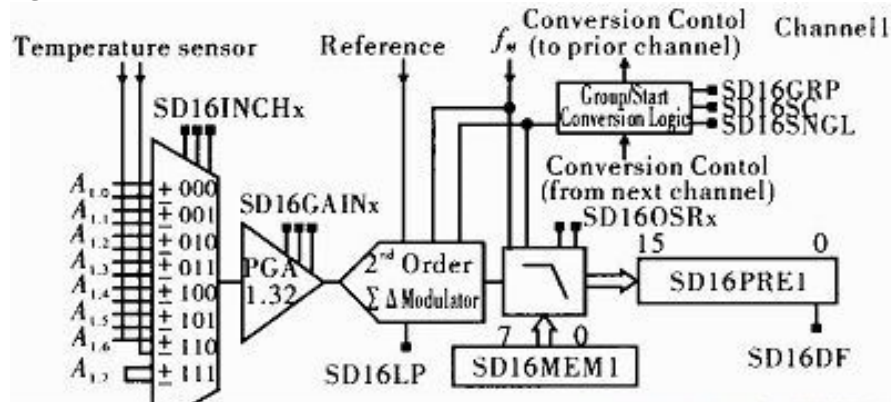 Conversion Contol
(to prior channel)
Channel1
Temperature sensor
Reference
f_M
Group/Start
Conversion Logic
SD16GRP
SD16SC
SD16SNGL
SD16INCHx
Conversion Contol
(from next channel)
A1.0
A1.1
A1.2
A1.3
A1.4
A1.5
A1.6
A1.7
± 000
± 001
± 010
± 011
± 100
± 101
± 110
± 111
SD16GAINx
PGA
1.32
2nd Order
∑ Δ Modulator
SD16LP
SD16OSRx
15 0
SD16PRE1
SD16DF
7 0
SD16MEM1